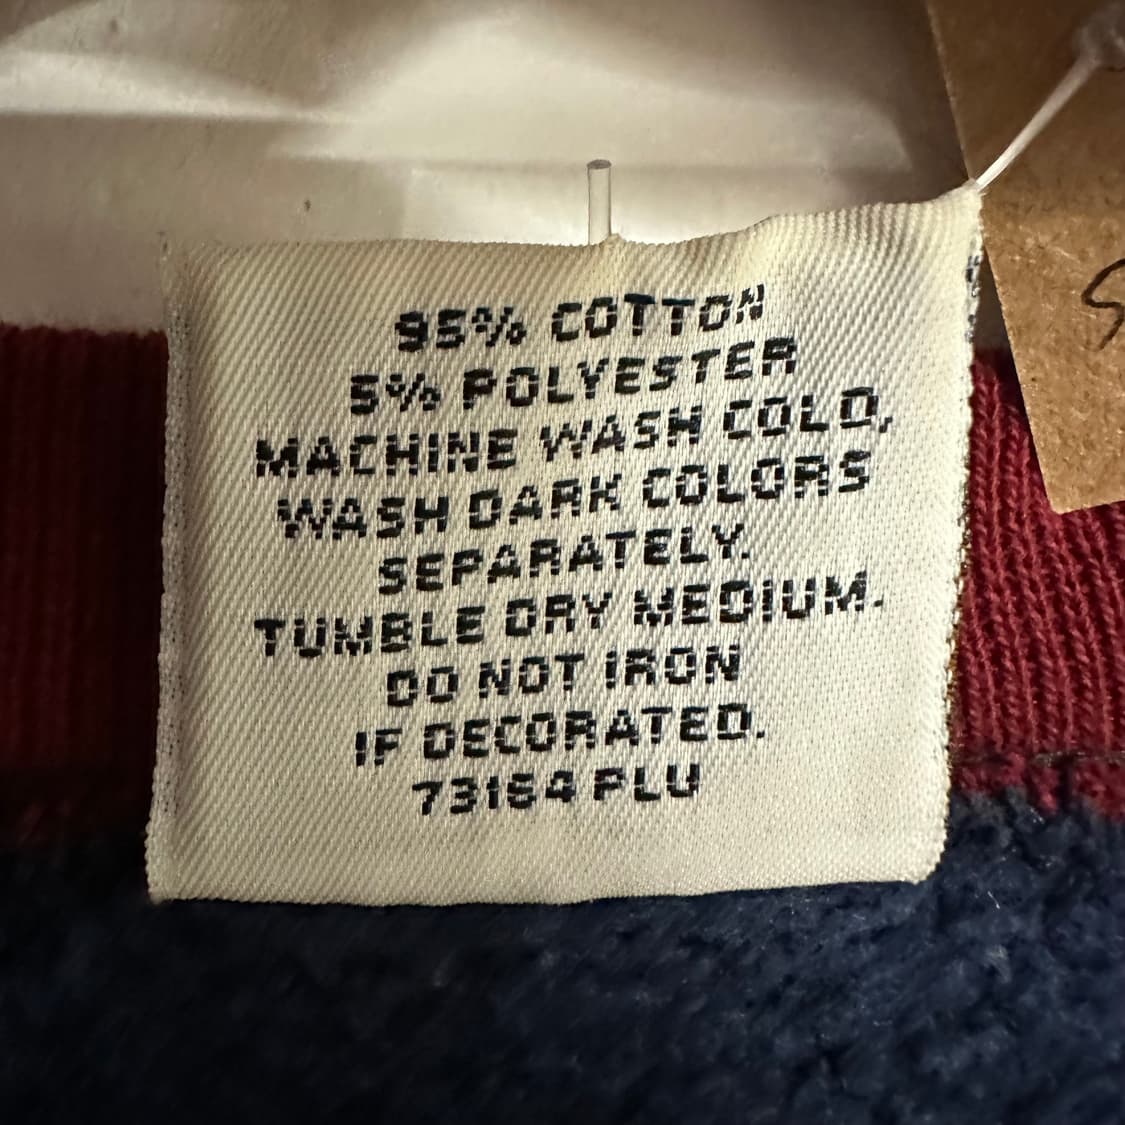 95% COTTON
5% POLYESTER
MACHINE WASH COLD,
WASH DARK COLORS
SEPARATELY.
TUMBLE DRY MEDIUM.
DO NOT IRON
IF DECORATED.
73164 PLU